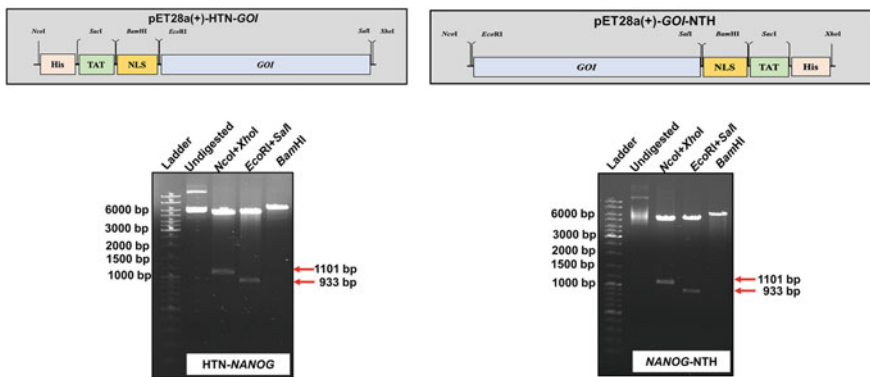 pET28a(+)-HTN-GOI
NcoI SacI BamHI EcoRI SalI XhoI
His TAT NLS GOI
pET28a(+)-GOI-NTH
NcoI EcoRI SalI BamHI SacI XhoI
GOI NLS TAT His
Ladder
Undigested
NcoI+XhoI
EcoRI+SalI
BamHI
6000 bp
3000 bp
2000 bp
1500 bp
1000 bp
1101 bp
933 bp
HTN-NANOG
Ladder
Undigested
NcoI+XhoI
EcoRI+SalI
BamHI
6000 bp
3000 bp
2000 bp
1500 bp
1000 bp
1101 bp
933 bp
NANOG-NTH